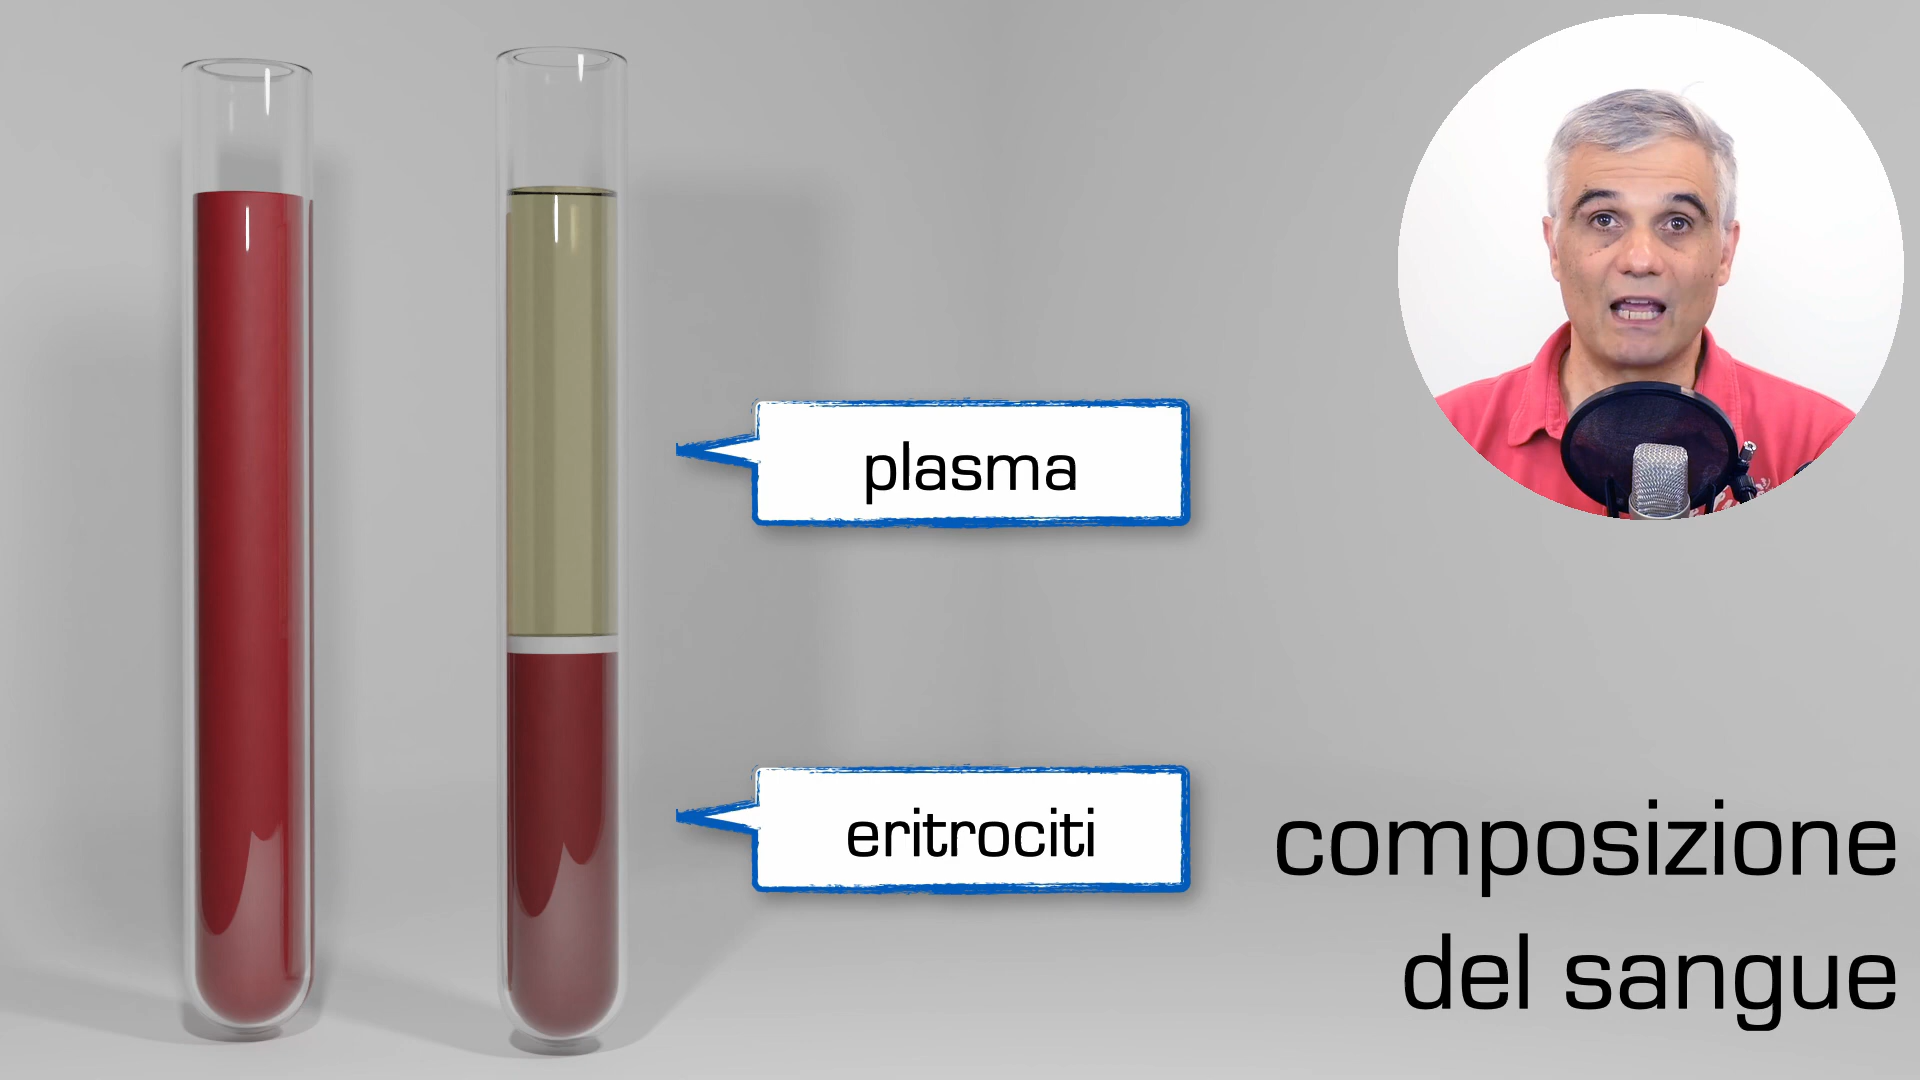 plasma
eritrociti
composizione
del sangue